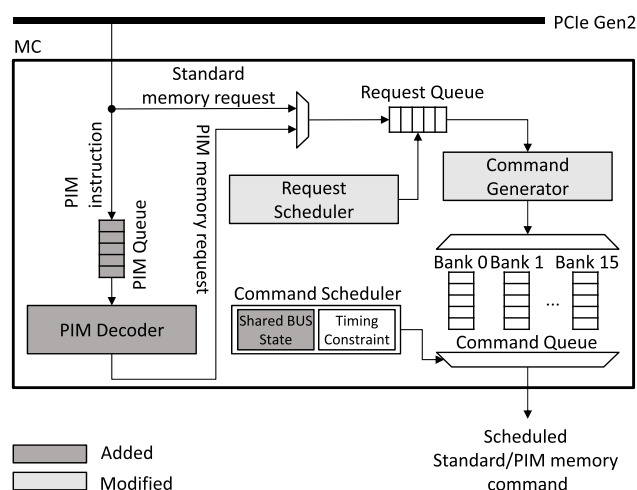 PCIe Gen2
MC
Standard
memory request
Request Queue
PIM
instruction
PIM Queue
PIM memory request
Request
Scheduler
Command
Generator
Bank 0 Bank 1 Bank 15
...
Command Queue
Command Scheduler
Shared BUS
State
Timing
Constraint
PIM Decoder
Scheduled
Standard/PIM memory
command
Added
Modified